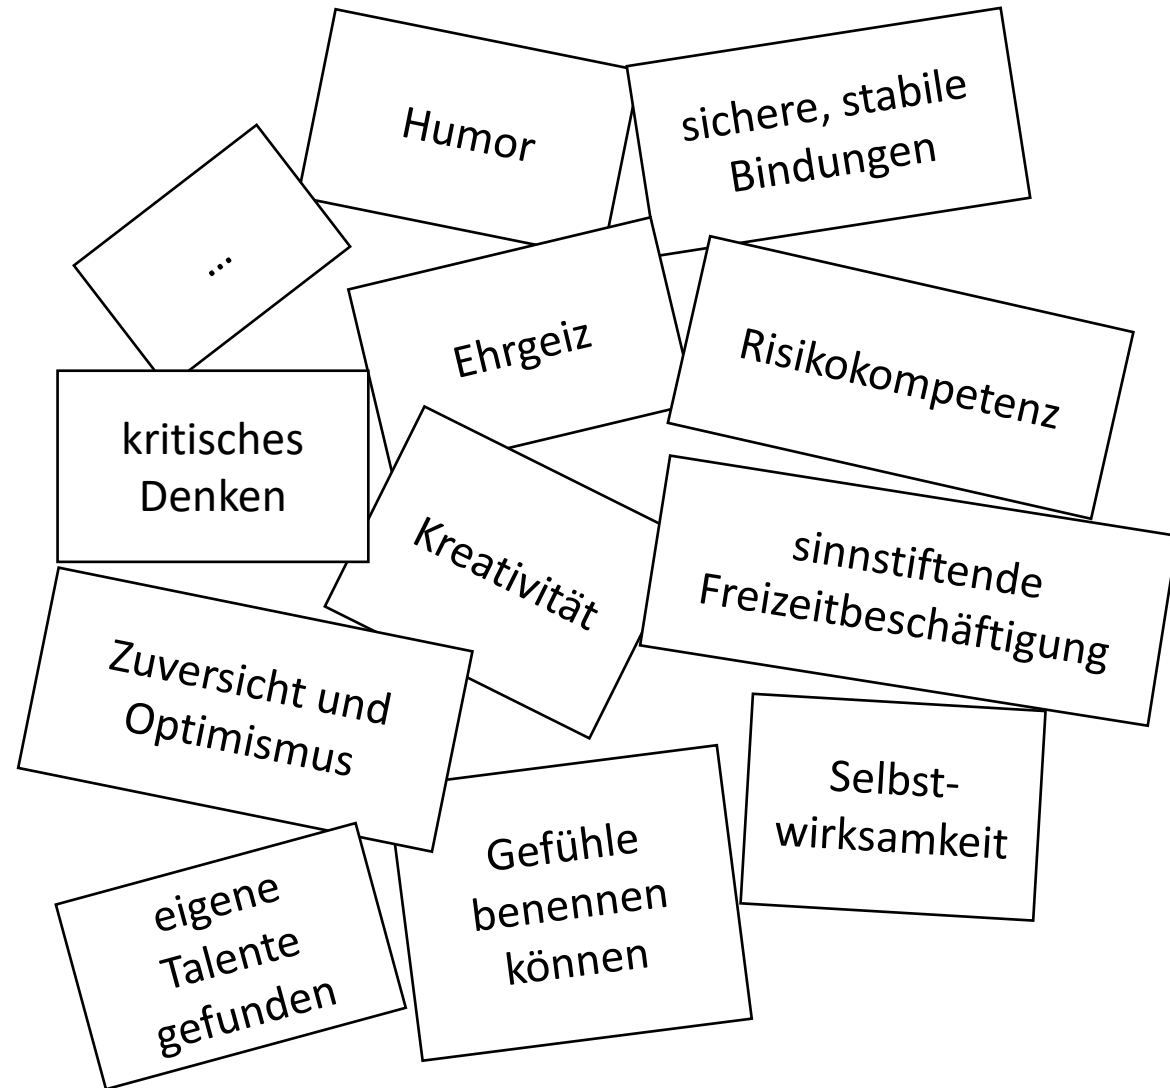 Humor
sichere, stabile
Bindungen
...
Ehrgeiz
Risikokompetenz
kritisches
Denken
Kreativität
sinnstiftende
Freizeitbeschäftigung
Zuversicht und
Optimismus
Selbst-
wirksamkeit
Gefühle
benennen
können
eigene
Talente
gefunden